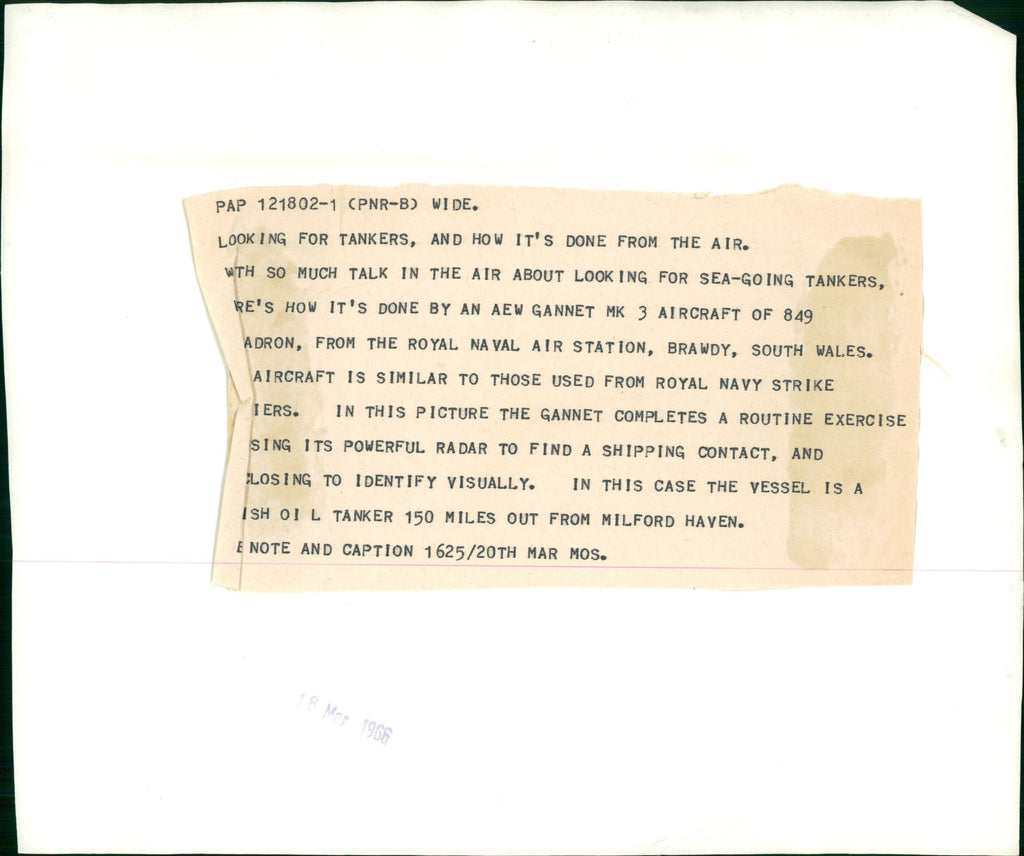 PAP 121802-1 (PNR-B) WIDE.
LOOKING FOR TANKERS, AND HOW IT'S DONE FROM THE AIR.
WTH SO MUCH TALK IN THE AIR ABOUT LOOKING FOR SEA-GOING TANKERS,
RE'S HOW IT'S DONE BY AN AEW GANNET MK 3 AIRCRAFT OF 849
ADRON, FROM THE ROYAL NAVAL AIR STATION, BRAWDY, SOUTH WALES.
AIRCRAFT IS SIMILAR TO THOSE USED FROM ROYAL NAVY STRIKE
IERS. IN THIS PICTURE THE GANNET COMPLETES A ROUTINE EXERCISE
SING ITS POWERFUL RADAR TO FIND A SHIPPING CONTACT, AND
CLOSING TO IDENTIFY VISUALLY. IN THIS CASE THE VESSEL IS A
ISH OI L TANKER 150 MILES OUT FROM MILFORD HAVEN.
E NOTE AND CAPTION 1625/20TH MAR MOS.
18 Mar 1966